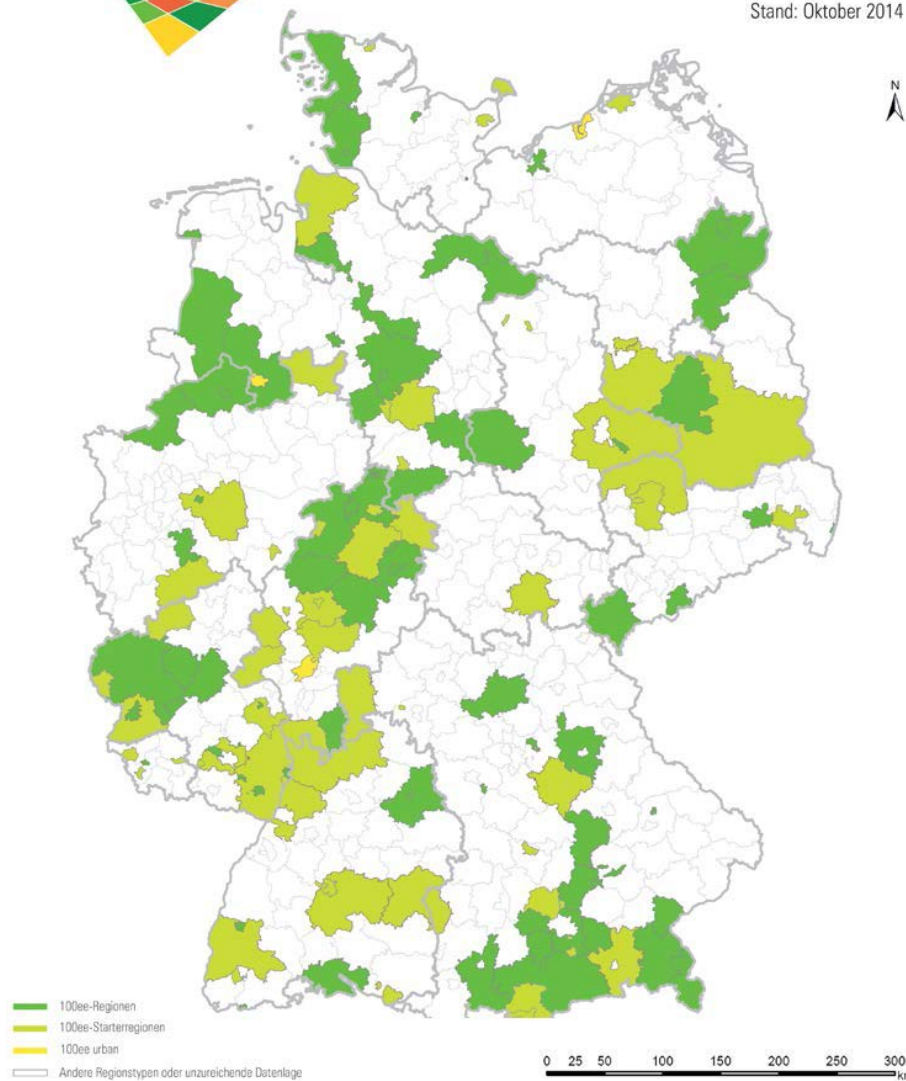 Stand: Oktober 2014
N
100ee-Regionen
100ee-Starterregionen
100ee urban
Andere Regionstypen oder unzureichende Datenlage
0 25 50 100 150 200 250 300
km